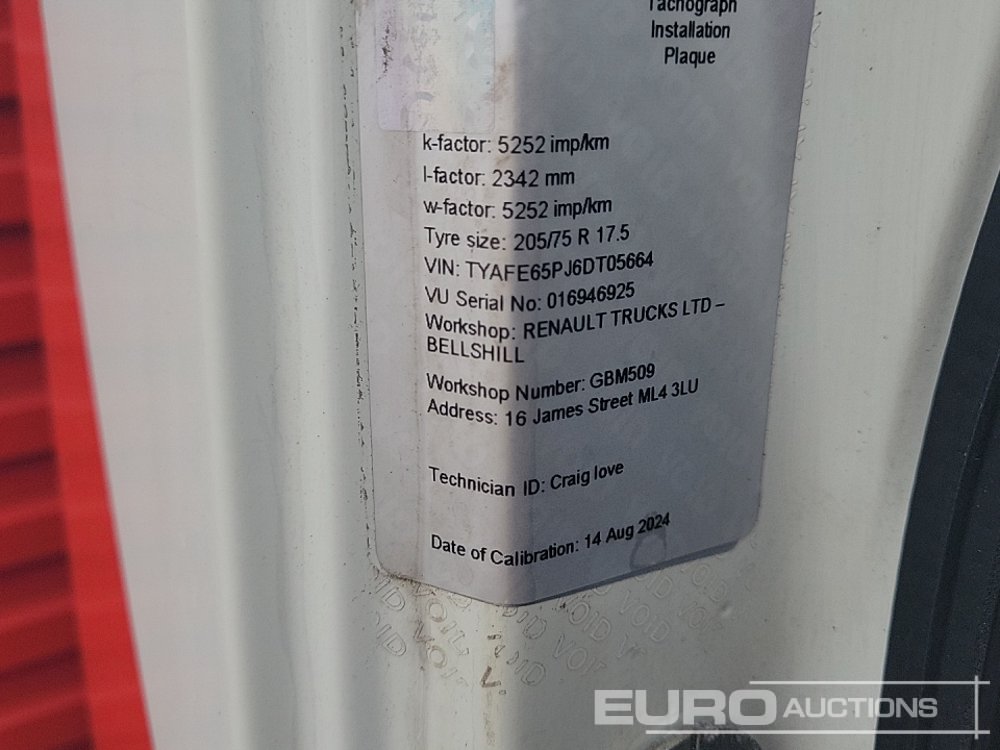 Tachograph
Installation
Plaque
k-factor: 5252 imp/km
l-factor: 2342 mm
w-factor: 5252 imp/km
Tyre size: 205/75 R 17.5
VIN: TYAFE65PJ6DT05664
VU Serial No: 016946925
Workshop: RENAULT TRUCKS LTD –
BELLSHILL
Workshop Number: GBM509
Address: 16 James Street ML4 3LU
Technician ID: Craig love
Date of Calibration: 14 Aug 2024
VOID VOID
EURO AUCTIONS